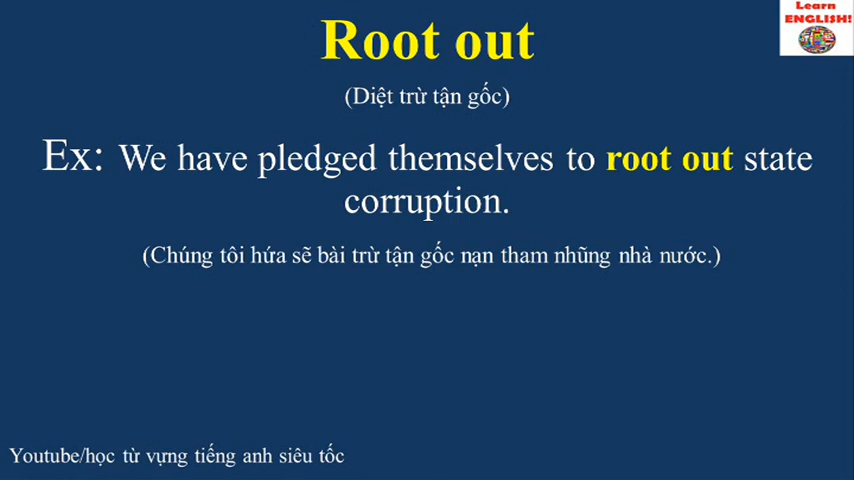 Learn
ENGLISH!
Root out
(Diệt trừ tận gốc)
Ex: We have pledged themselves to root out state
corruption.
(Chúng tôi hứa sẽ bài trừ tận gốc nạn tham nhũng nhà nước.)
Youtube/học từ vựng tiếng anh siêu tốc